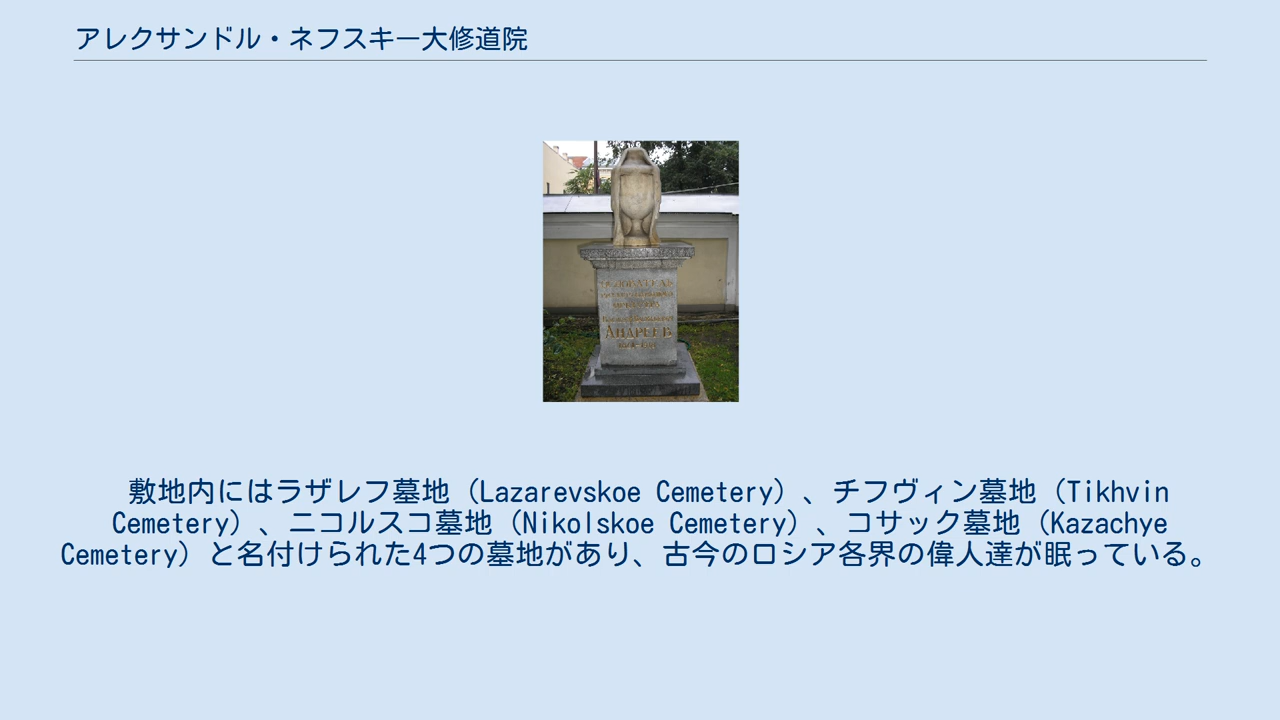 アレクサンドル・ネフスキー大修道院
АНДРЕЕВ
敷地内にはラザレフ墓地（Lazarevskoe Cemetery）、チフヴィン墓地（Tikhvin
Cemetery）、ニコルスコ墓地（Nikolskoe Cemetery）、コサック墓地（Kazachye
Cemetery）と名付けられた4つの墓地があり、古今のロシア各界の偉人達が眠っている。